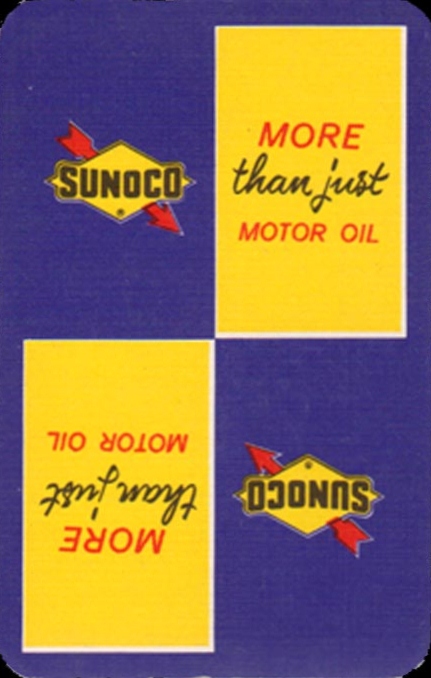 MORE
than just
MOTOR OIL
SUNOCO
®
MOTOR OIL
than just
MORE
SUNOCO
®